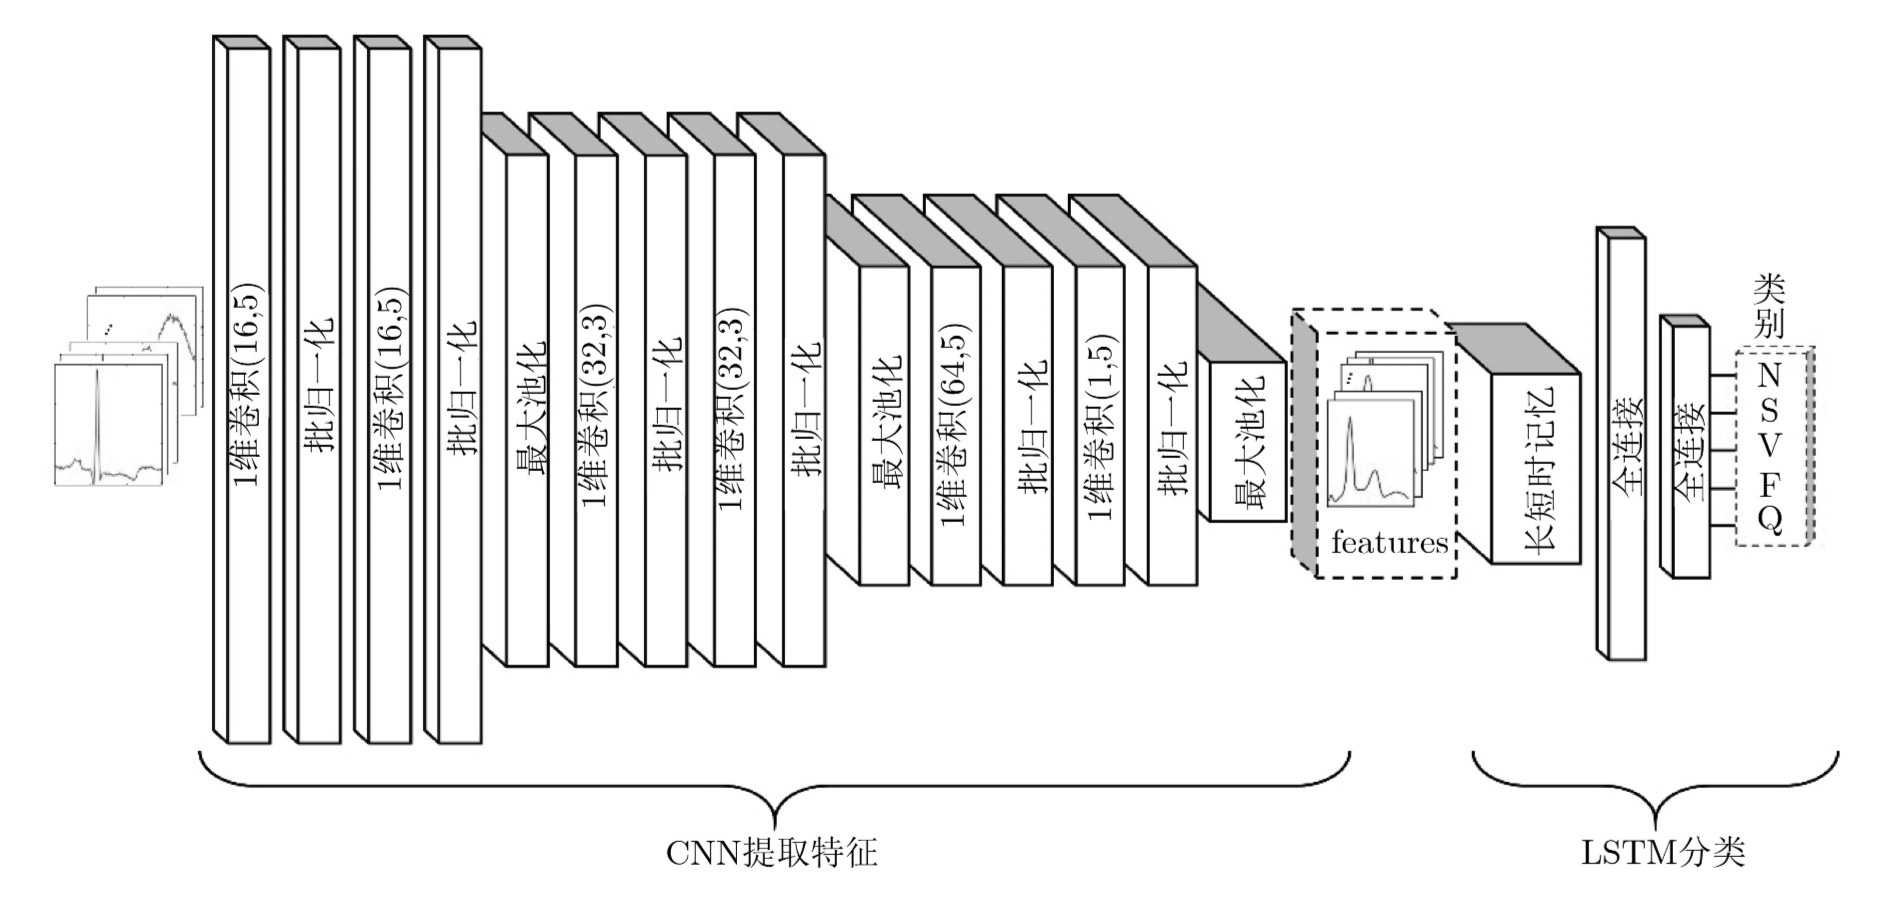 1维卷积(16,5)
批归一化
1维卷积(16,5)
批归一化
最大池化
1维卷积(32,3)
批归一化
1维卷积(32,3)
批归一化
最大池化
1维卷积(64,5)
批归一化
1维卷积(1,5)
批归一化
最大池化
features
长短时记忆
全连接
全连接
类别
N
S
V
F
Q
CNN提取特征
LSTM分类